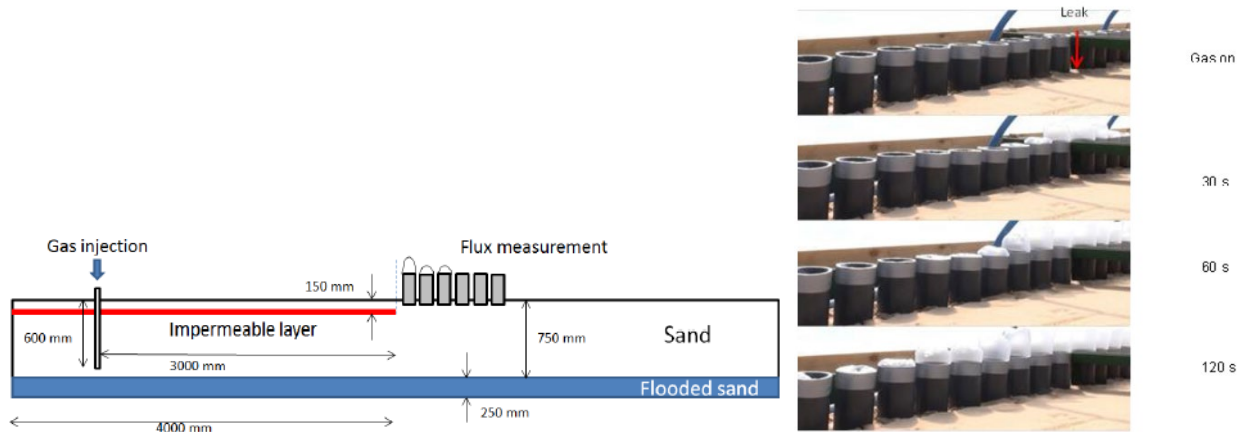 Gas injection
Flux measurement
150 mm
600 mm
Impermeable layer
750 mm
Sand
3000 mm
Flooded sand
250 mm
4000 mm
Leak
Gas on
30 s
60 s
120 s